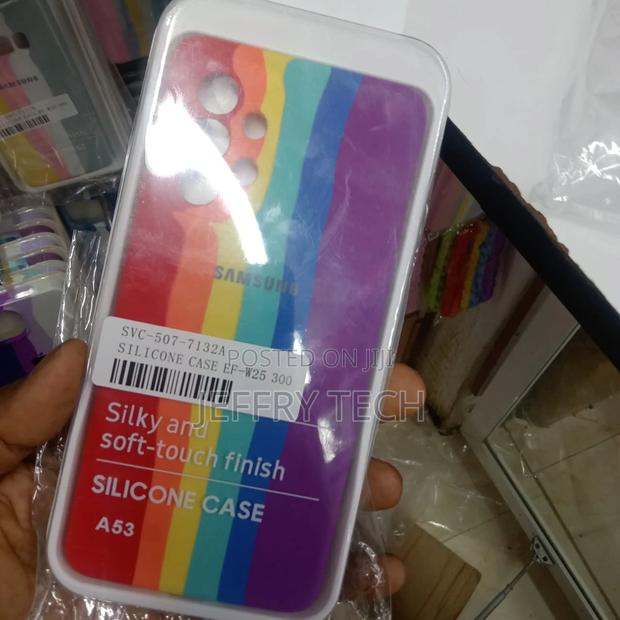 SAMSUNG
SVC-507-7132A
SILICONE CASE EF-W25 300
POSTED ON JIJI
JEFFRY TECH
Silky and
soft-touch finish
SILICONE CASE
A53